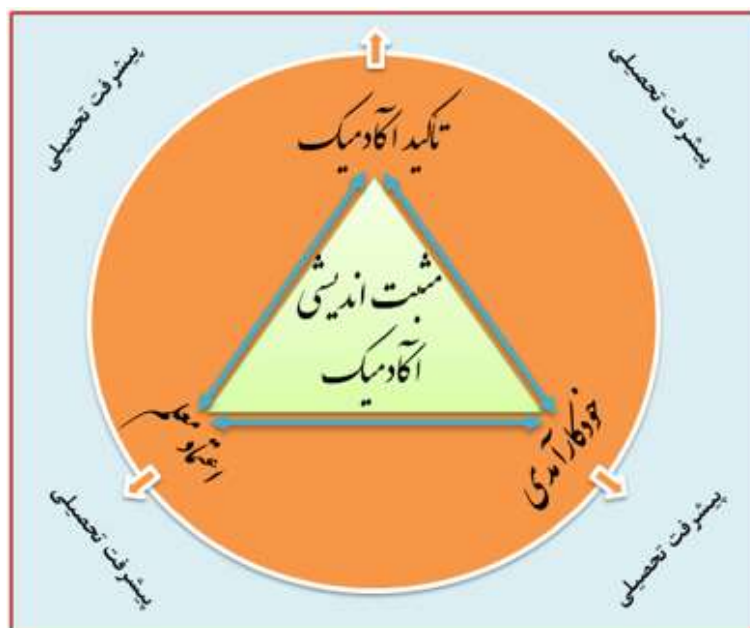 پیشرفت تحصیلی
پیشرفت تحصیلی
تاکید آکادمیک
مثبت اندیشی
آکادمیک
خودکارآمدی
اعتماد معلم
پیشرفت تحصیلی
پیشرفت تحصیلی